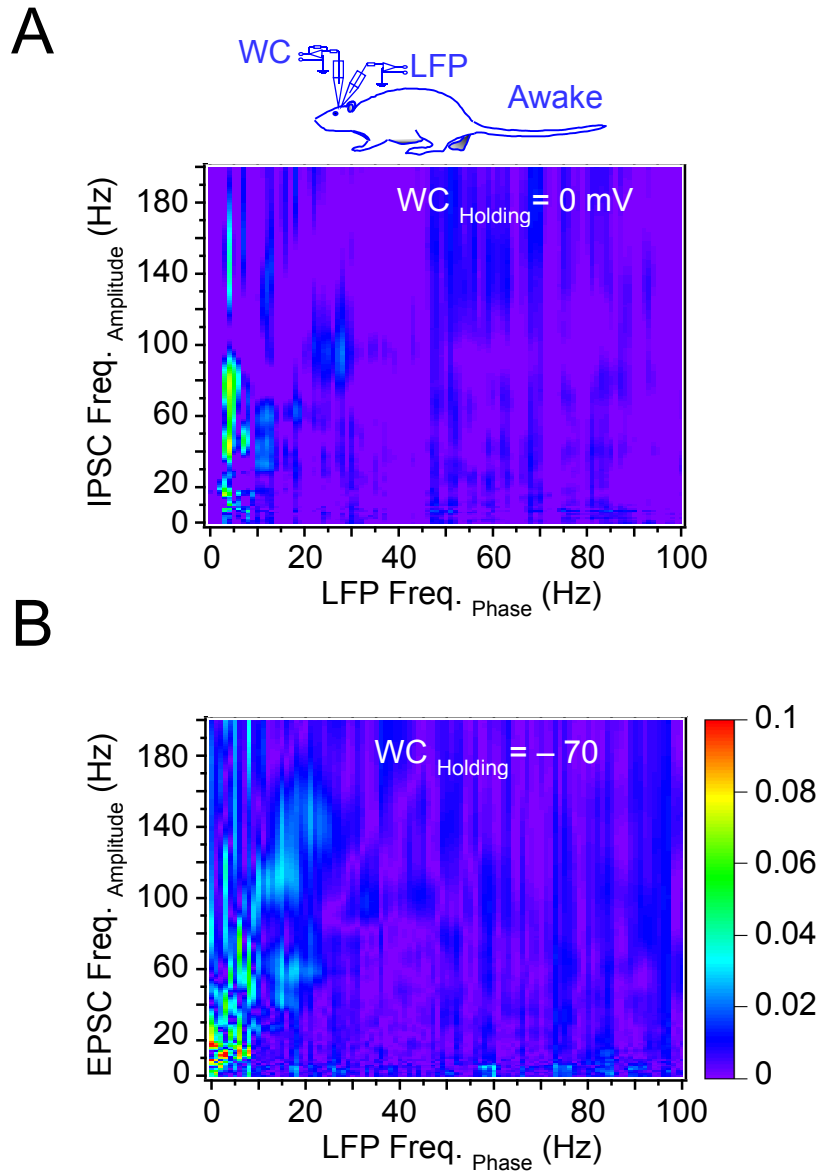 A
WC
LFP
Awake
WC Holding = 0 mV
IPSC Freq. Amplitude (Hz)
180
140
100
60
20
0
0 20 40 60 80 100
LFP Freq. Phase (Hz)
B
WC Holding = – 70
EPSC Freq. Amplitude (Hz)
180
140
100
60
20
0
0 20 40 60 80 100
LFP Freq. Phase (Hz)
0.1
0.08
0.06
0.04
0.02
0